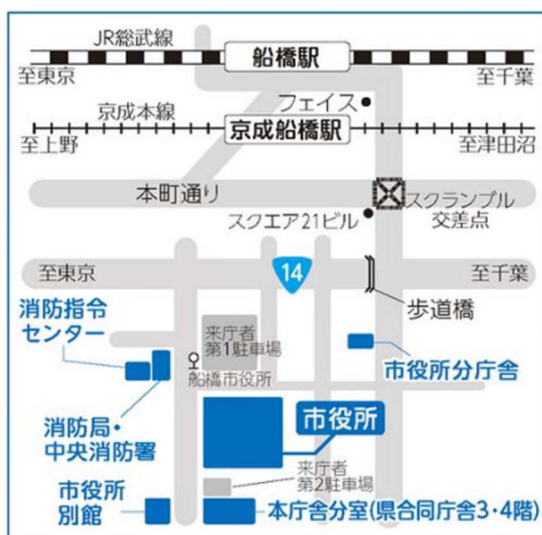 JR総武線
船橋駅
至東京
至千葉
フェイス
京成本線
京成船橋駅
至上野
至津田沼
本町通り
スクランブル
交差点
スクエア21ビル
至東京
14
至千葉
歩道橋
消防指令
センター
来庁者
第1駐車場
船橋市役所
市役所分庁舎
消防局・
中央消防署
市役所
来庁者
第2駐車場
市役所
別館
本庁舎分室(県合同庁舎3・4階)